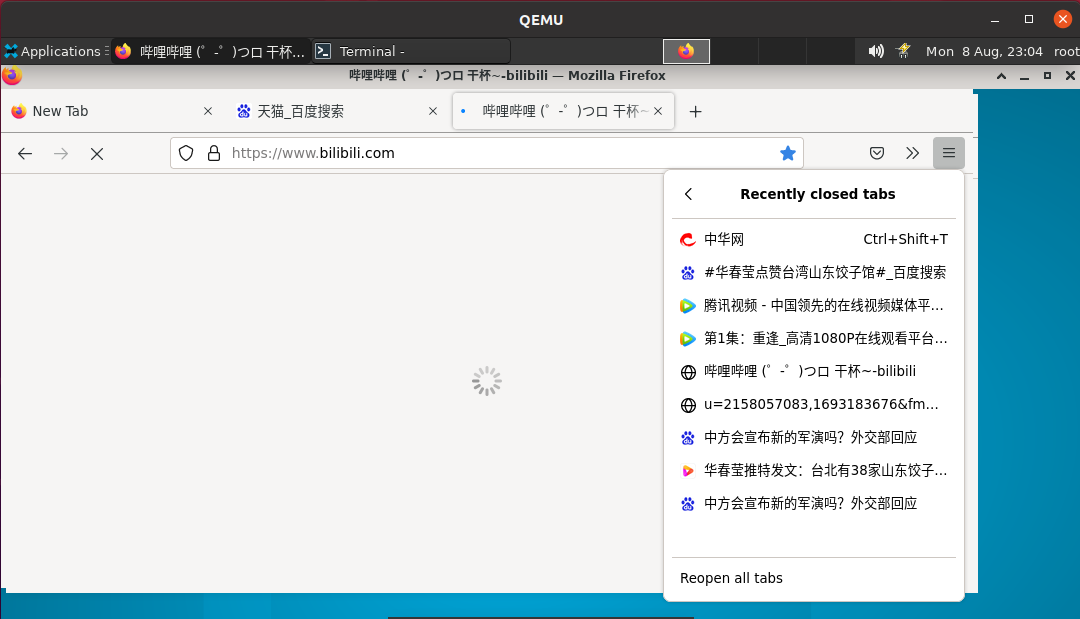 QEMU
Applications 哔哩哔哩 (゜-゜)つロ 干杯... Terminal - Mon 8 Aug, 23:04 root
哔哩哔哩 (゜-゜)つロ 干杯~-bilibili — Mozilla Firefox
New Tab 天猫_百度搜索 哔哩哔哩 (゜-゜)つロ 干杯~
https://www.bilibili.com
Recently closed tabs
中华网 Ctrl+Shift+T
#华春莹点赞台湾山东饺子馆#_百度搜索
腾讯视频 - 中国领先的在线视频媒体平...
第1集：重逢_高清1080P在线观看平台...
哔哩哔哩 (゜-゜)つロ 干杯~-bilibili
u=2158057083,1693183676&fm...
中方会宣布新的军演吗？外交部回应
华春莹推特发文：台北有38家山东饺子...
中方会宣布新的军演吗？外交部回应
Reopen all tabs